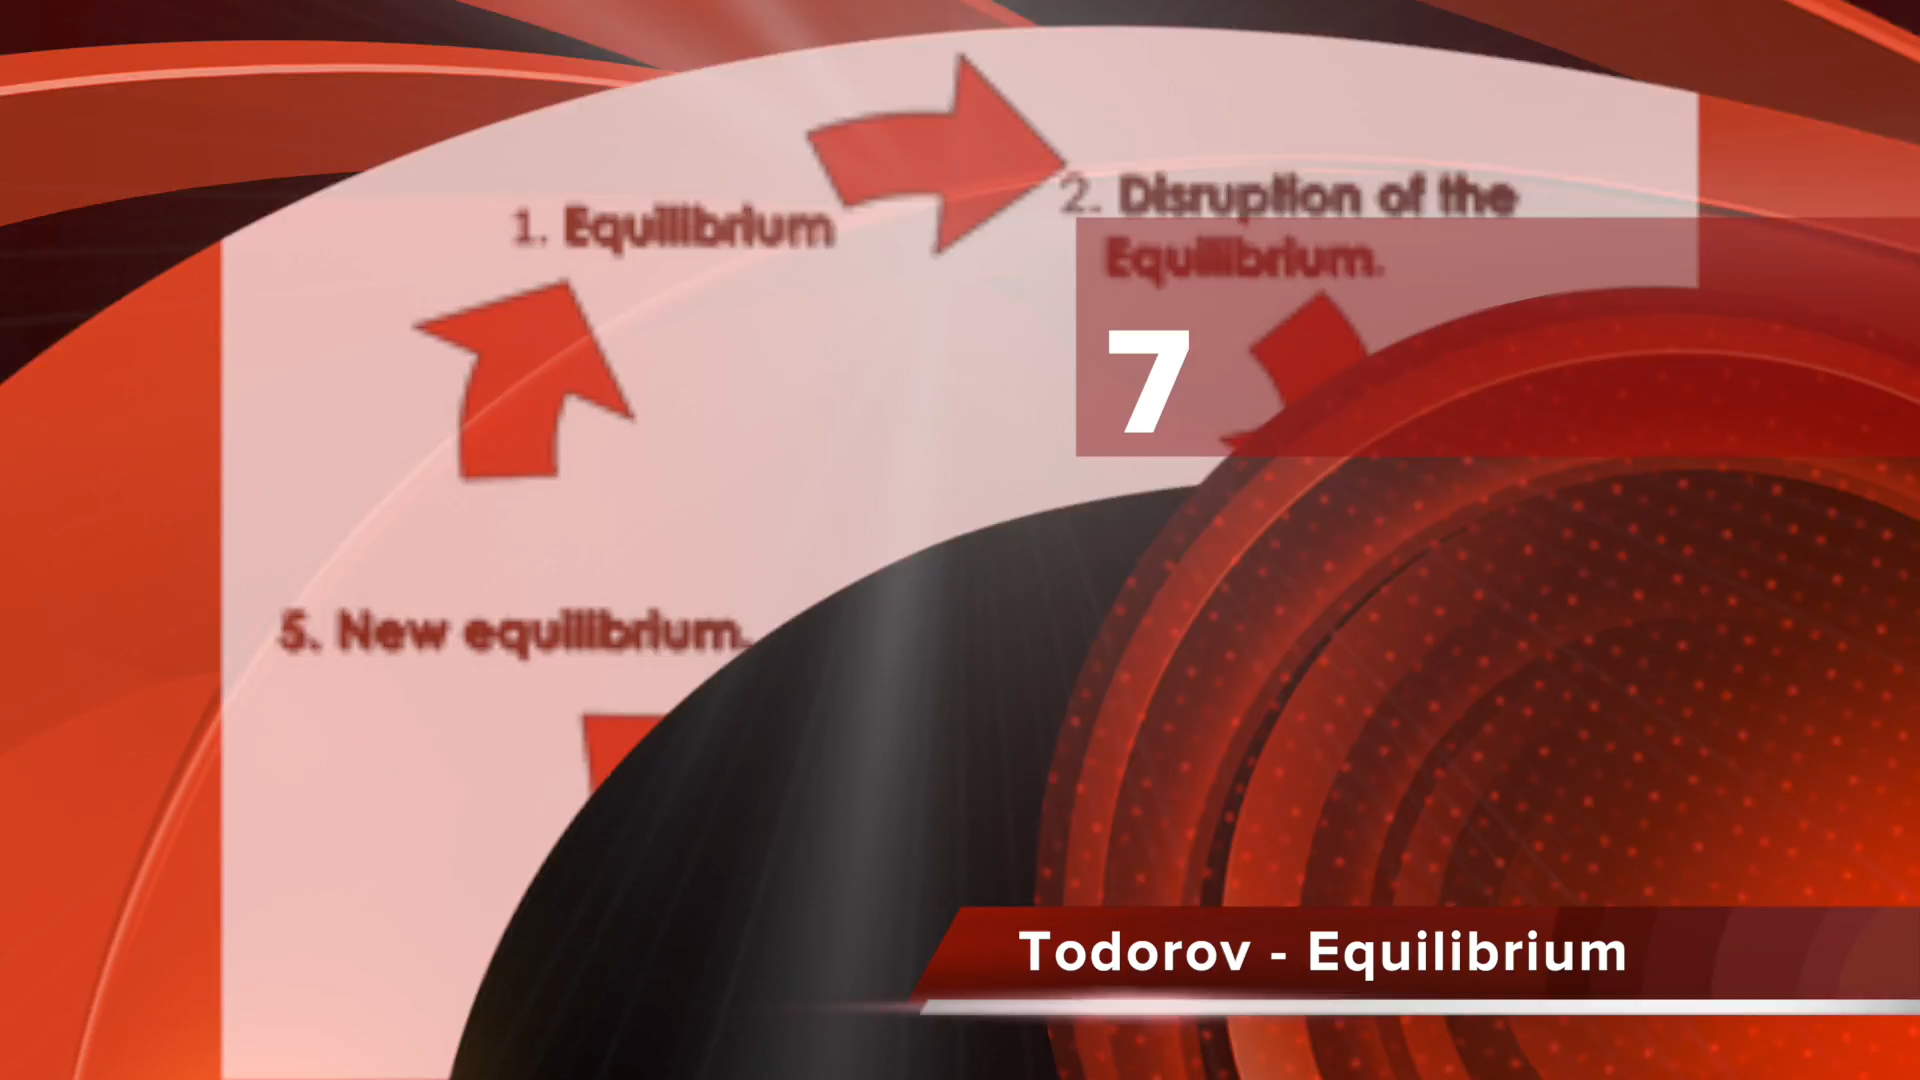 1. Equilibrium
2. Disruption of the
Equilibrium.
7
5. New equilibrium.
Todorov - Equilibrium